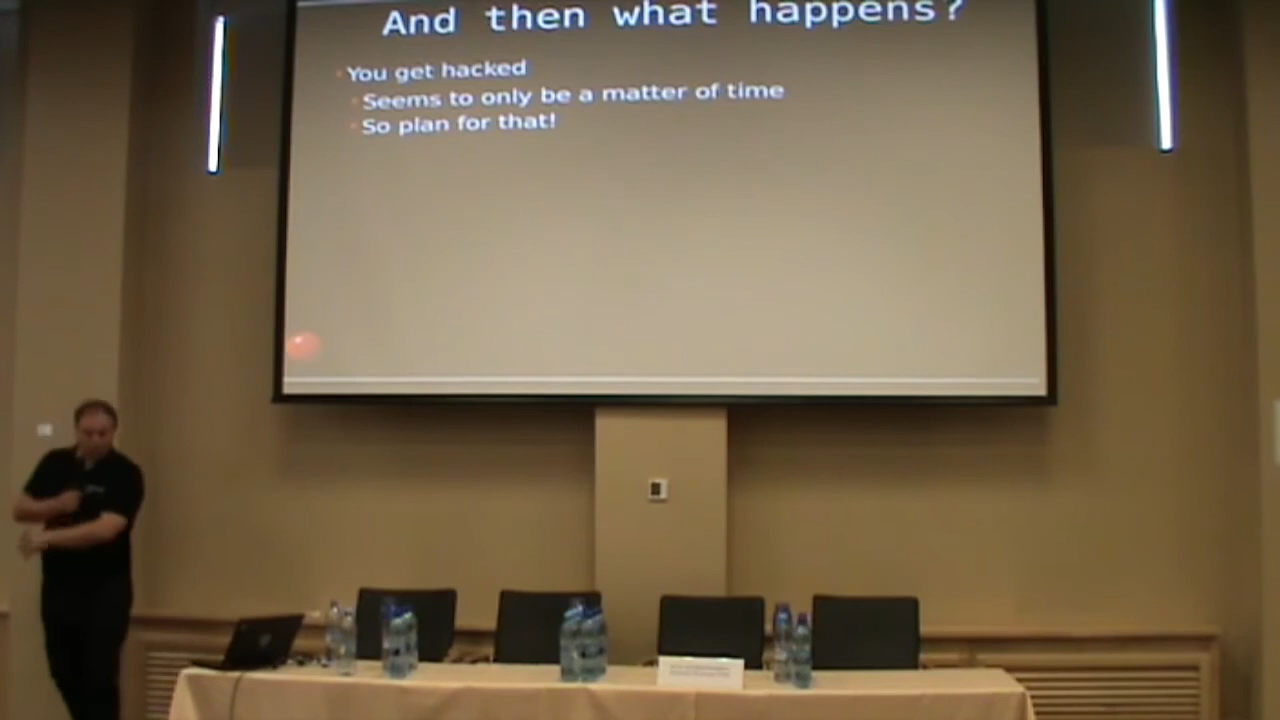 And then what happens?
You get hacked
Seems to only be a matter of time
So plan for that!